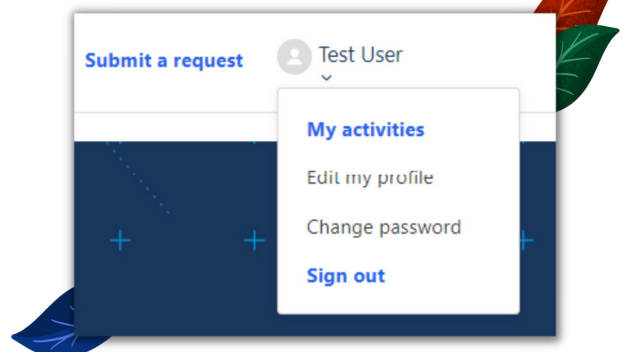 Submit a request
Test User
My activities
Edit my profile
Change password
Sign out